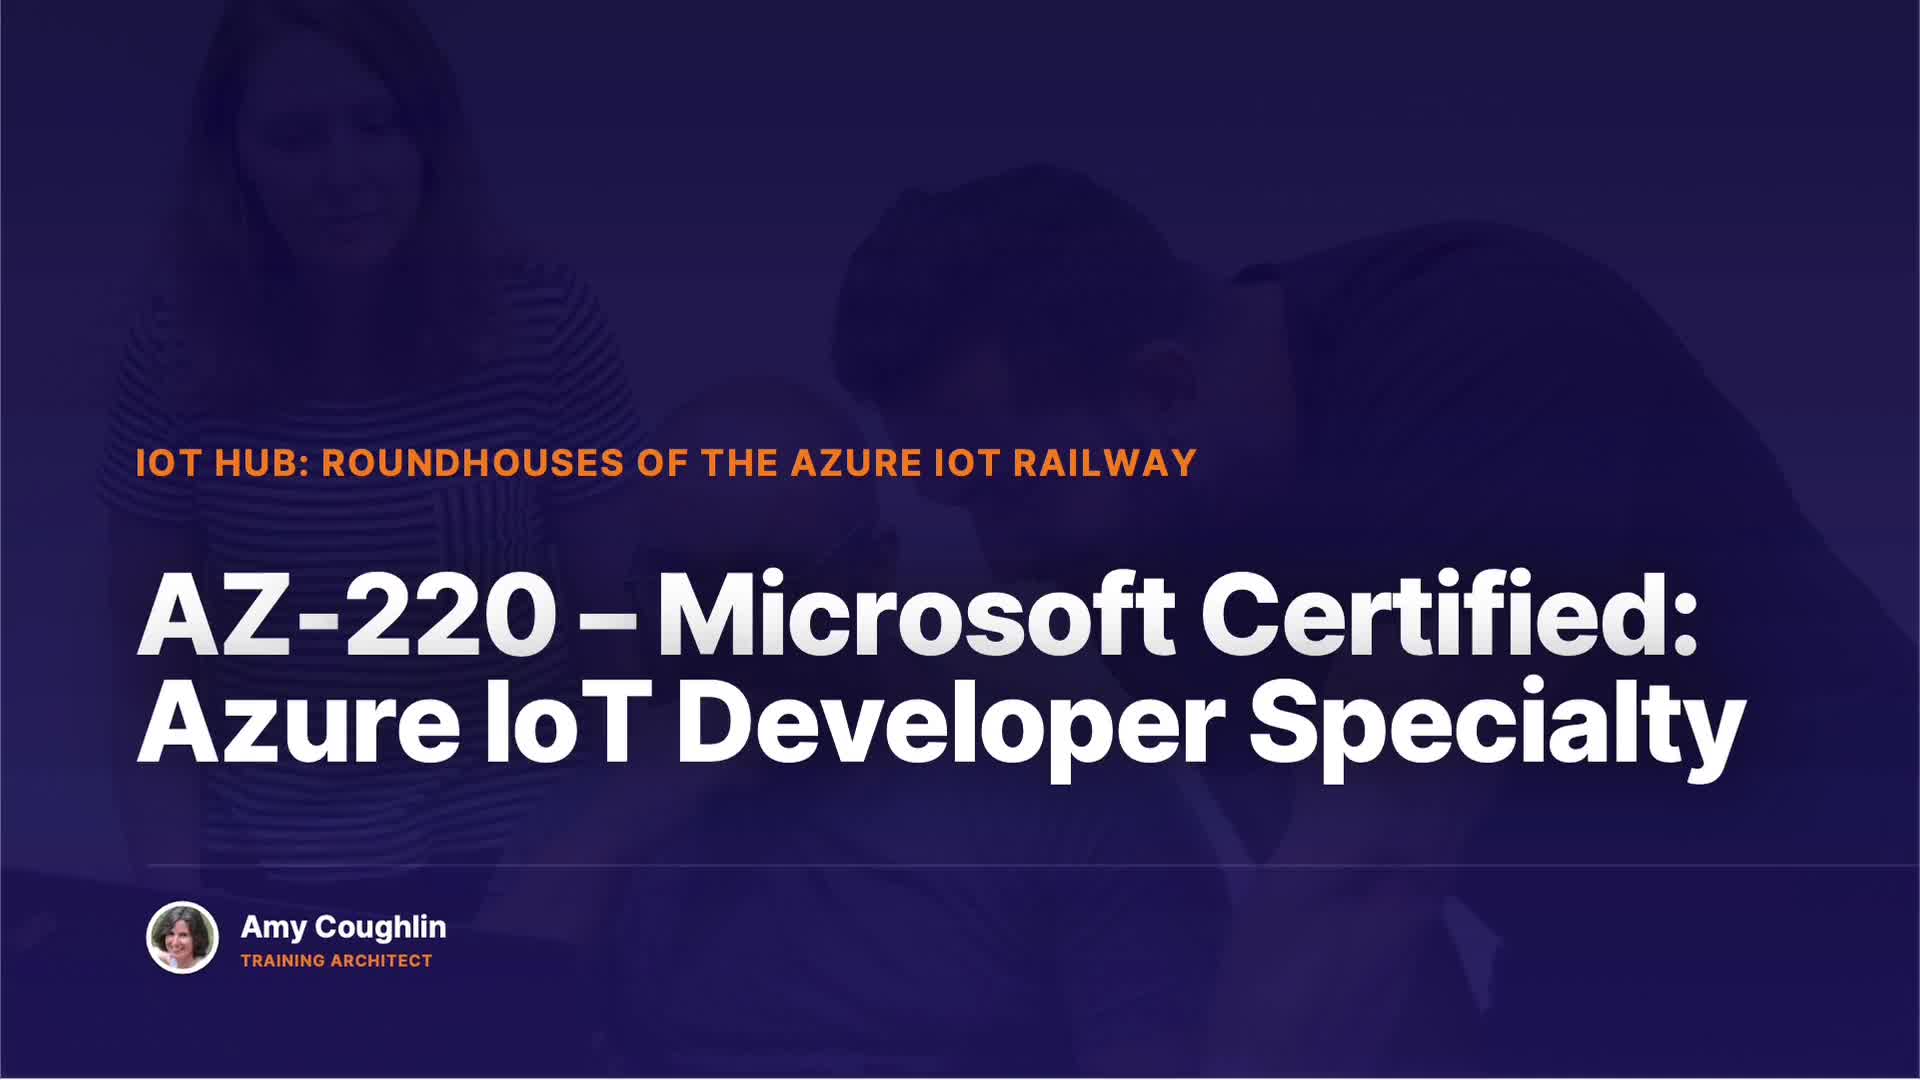 IOT HUB: ROUNDHOUSES OF THE AZURE IOT RAILWAY
AZ-220 – Microsoft Certified:
Azure IoT Developer Specialty
Amy Coughlin
TRAINING ARCHITECT